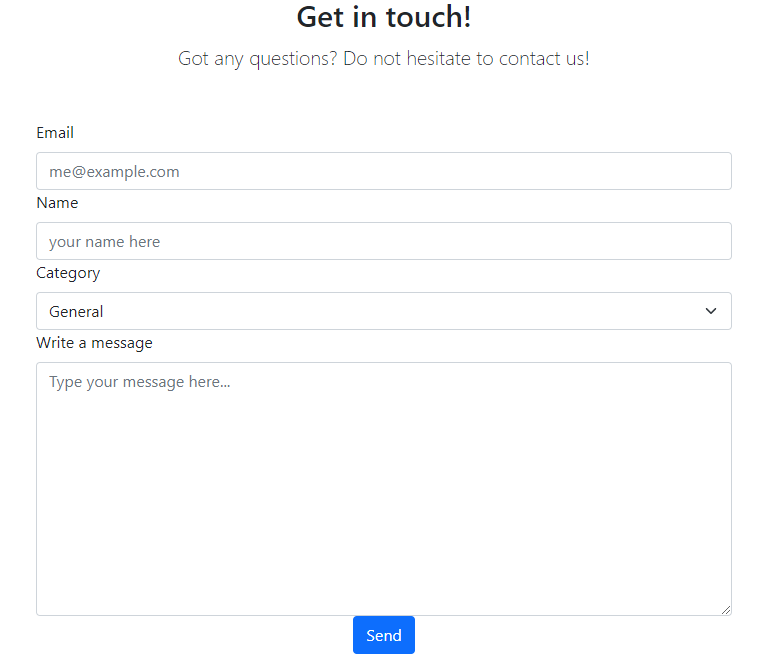 Get in touch!
Got any questions? Do not hesitate to contact us!
Email
me@example.com
Name
your name here
Category
General
Write a message
Type your message here...
Send